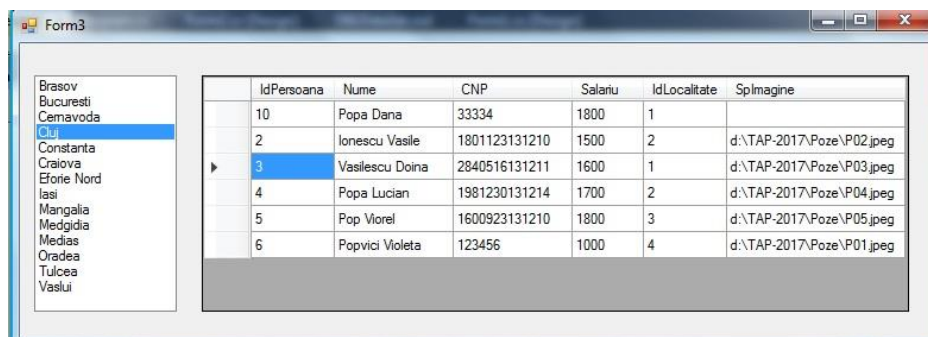 Form3
Brasov
Bucuresti
Cernavoda
Cluj
Constanta
Craiova
Eforie Nord
Iasi
Mangalia
Medgidia
Medias
Oradea
Tulcea
Vaslui
IdPersoana Nume CNP Salariu IdLocalitate SpImagine
10 Popa Dana 33334 1800 1
2 Ionescu Vasile 1801123131210 1500 2 d:\TAP-2017\Poze\P02.jpeg
3 Vasilescu Doina 2840516131211 1600 1 d:\TAP-2017\Poze\P03.jpeg
4 Popa Lucian 1981230131214 1700 2 d:\TAP-2017\Poze\P04.jpeg
5 Pop Viorel 1600923131210 1800 3 d:\TAP-2017\Poze\P05.jpeg
6 Popvici Violeta 123456 1000 4 d:\TAP-2017\Poze\P01.jpeg